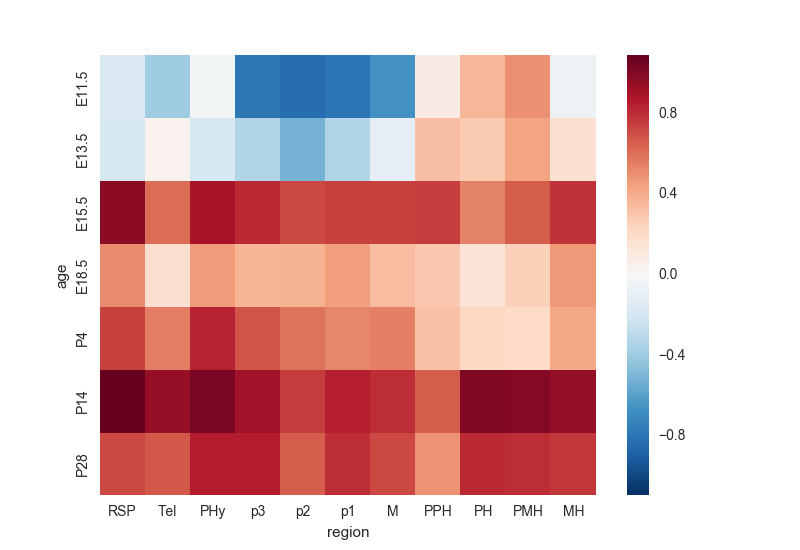 E11.5
E13.5
E15.5
E18.5
P4
P14
P28
age
RSP Tel PHy p3 p2 p1 M PPH PH PMH MH
region
0.8
0.4
0.0
−0.4
−0.8